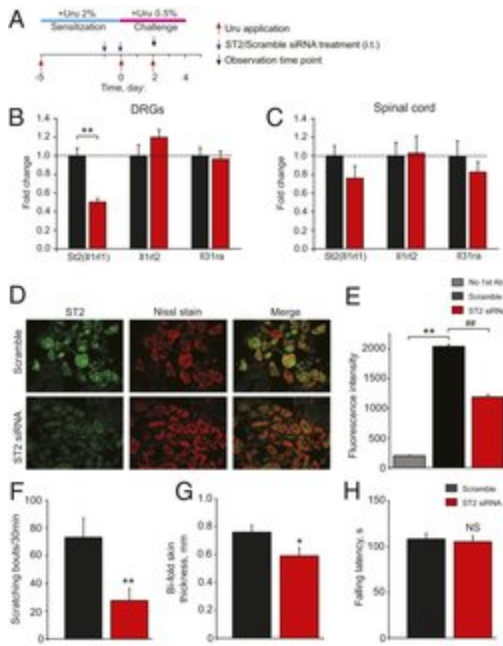 A
+Uru 2% +Uru 0.5%
Sensitization Challenge
Uru application
ST2/Scramble siRNA treatment (i.t.)
Observation time point
-5 0 2 4
Time, day:
B DRGs
Fold change
1.4
1.2
1.0
0.8
0.6
0.4
0.2
0.0
**
St2(Il1rl1) Il1rl2 Il31ra
C Spinal cord
Fold change
1.4
1.2
1.0
0.8
0.6
0.4
0.2
0.0
St2(Il1rl1) Il1rl2 Il31ra
D
ST2 Nissl stain Merge
Scramble
ST2 siRNA
E
No 1st Ab
Scramble
ST2 siRNA
Fluorescence intensity
2000
1500
1000
500
0
** ##
F
Scratching bouts/30min
100
80
60
40
20
0
**
G
Bi-fold skin
thickness, mm
1.0
0.8
0.6
0.4
0.2
0
*
H
Scramble
ST2 siRNA
Falling latency, s
150
100
50
0
NS